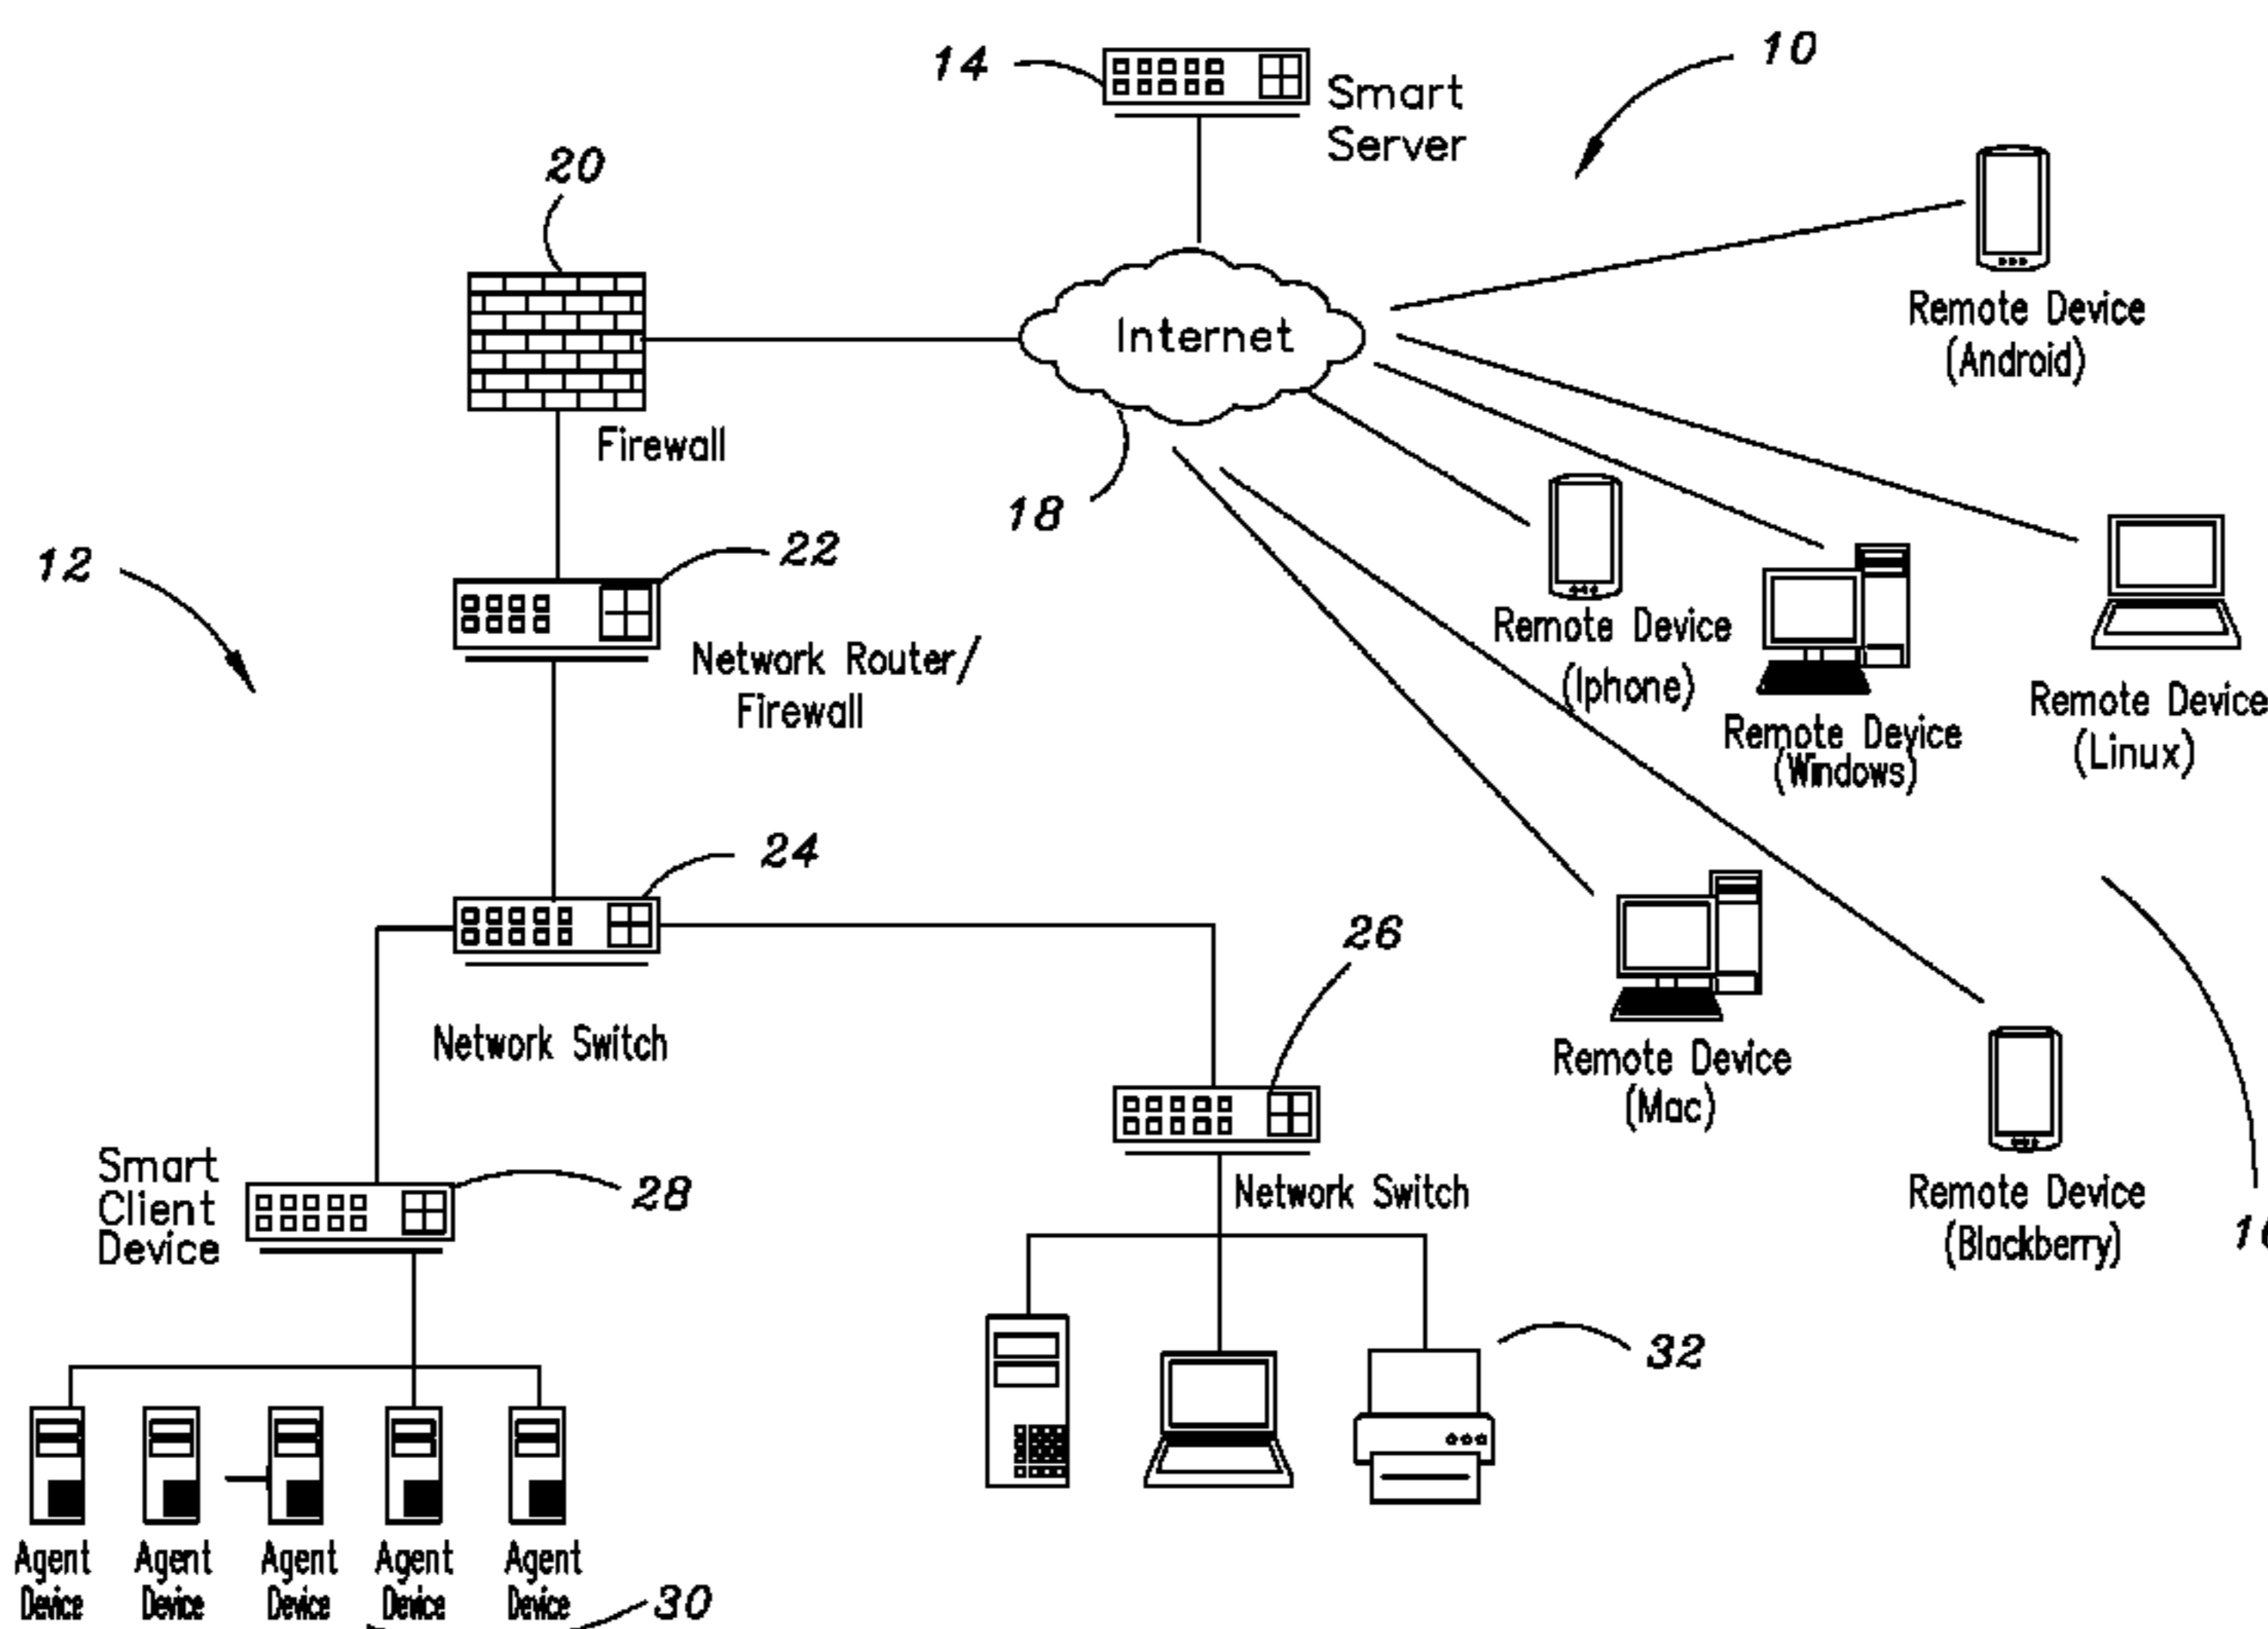 14
Smart
Server
10
20
Internet
Remote Device
(Android)
Firewall
18
12
22
Network Router/
Firewall
Remote Device
(Iphone)
Remote Device
(Windows)
Remote Device
(Linux)
24
26
Network Switch
Remote Device
(Mac)
Smart
Client
Device
28
Network Switch
Remote Device
(Blackberry)
32
Agent
Device
Agent
Device
Agent
Device
Agent
Device
Agent
Device
30